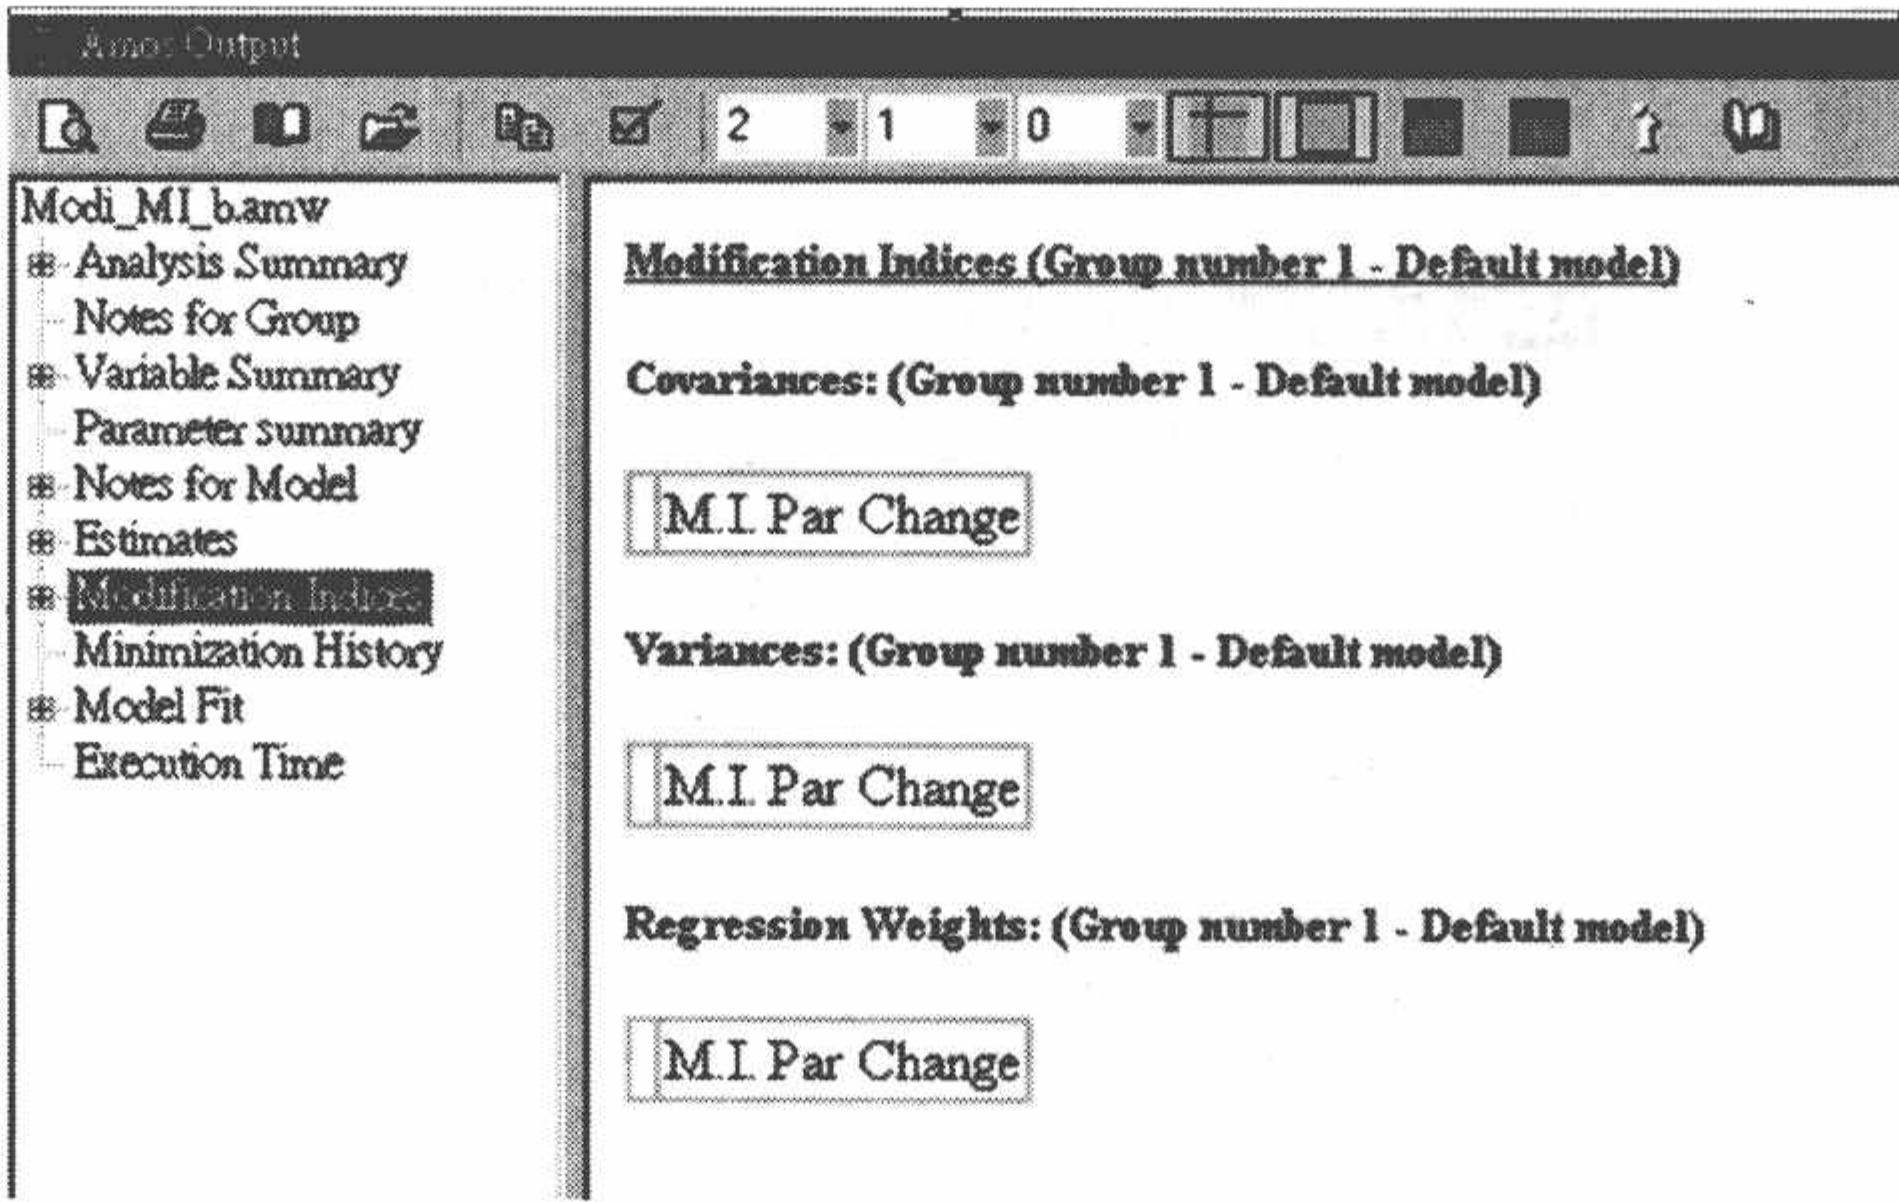 Amos Output
2 1 0
Modi_MI_b.amw
Analysis Summary
Notes for Group
Variable Summary
Parameter summary
Notes for Model
Estimates
Modification Indices
Minimization History
Model Fit
Execution Time
Modification Indices (Group number 1 - Default model)
Covariances: (Group number 1 - Default model)
M.I. Par Change
Variances: (Group number 1 - Default model)
M.I. Par Change
Regression Weights: (Group number 1 - Default model)
M.I. Par Change